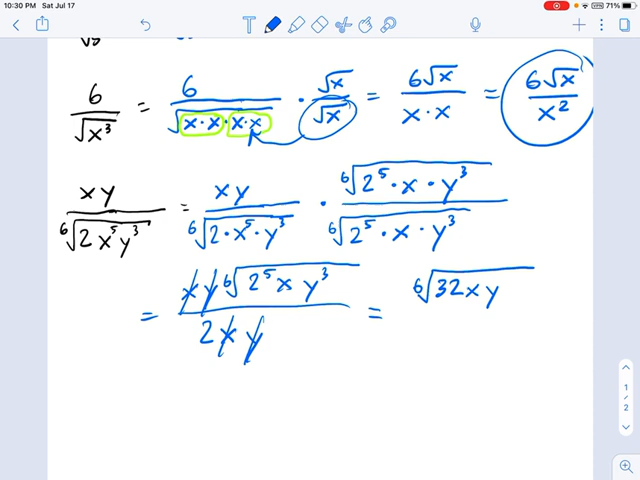 10:30 PM Sat Jul 17 71%
6/√x³ = 6/√(x·x·x·x) · √x/√x = 6√x/(x·x) = 6√x/x²
xy/⁶√(2x⁵y³) = xy/⁶√(2·x⁵·y³) · ⁶√(2⁵·x·y³)/⁶√(2⁵·x·y³)
= xy ⁶√(2⁵xy³)/2xy = ⁶√(32xy
1/2